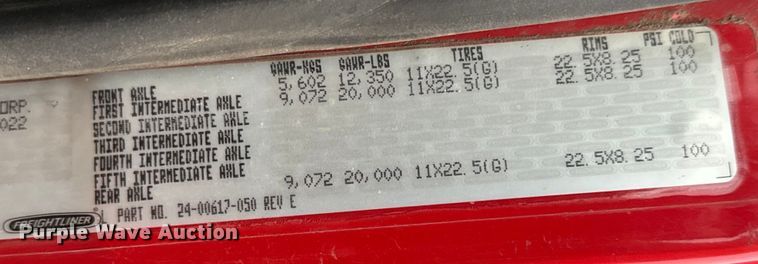 GAWR-KGS GAWR-LBS TIRES RIMS PSI COLD
FRONT AXLE 5,602 12,350 11X22.5(G) 22.5X8.25 100
FIRST INTERMEDIATE AXLE 9,072 20,000 11X22.5(G) 22.5X8.25 100
SECOND INTERMEDIATE AXLE
THIRD INTERMEDIATE AXLE
FOURTH INTERMEDIATE AXLE
FIFTH INTERMEDIATE AXLE
REAR AXLE 9,072 20,000 11X22.5(G) 22.5X8.25 100
ORP.
022
FREIGHTLINER
PART NO. 24-00617-050 REV E
Purple Wave Auction